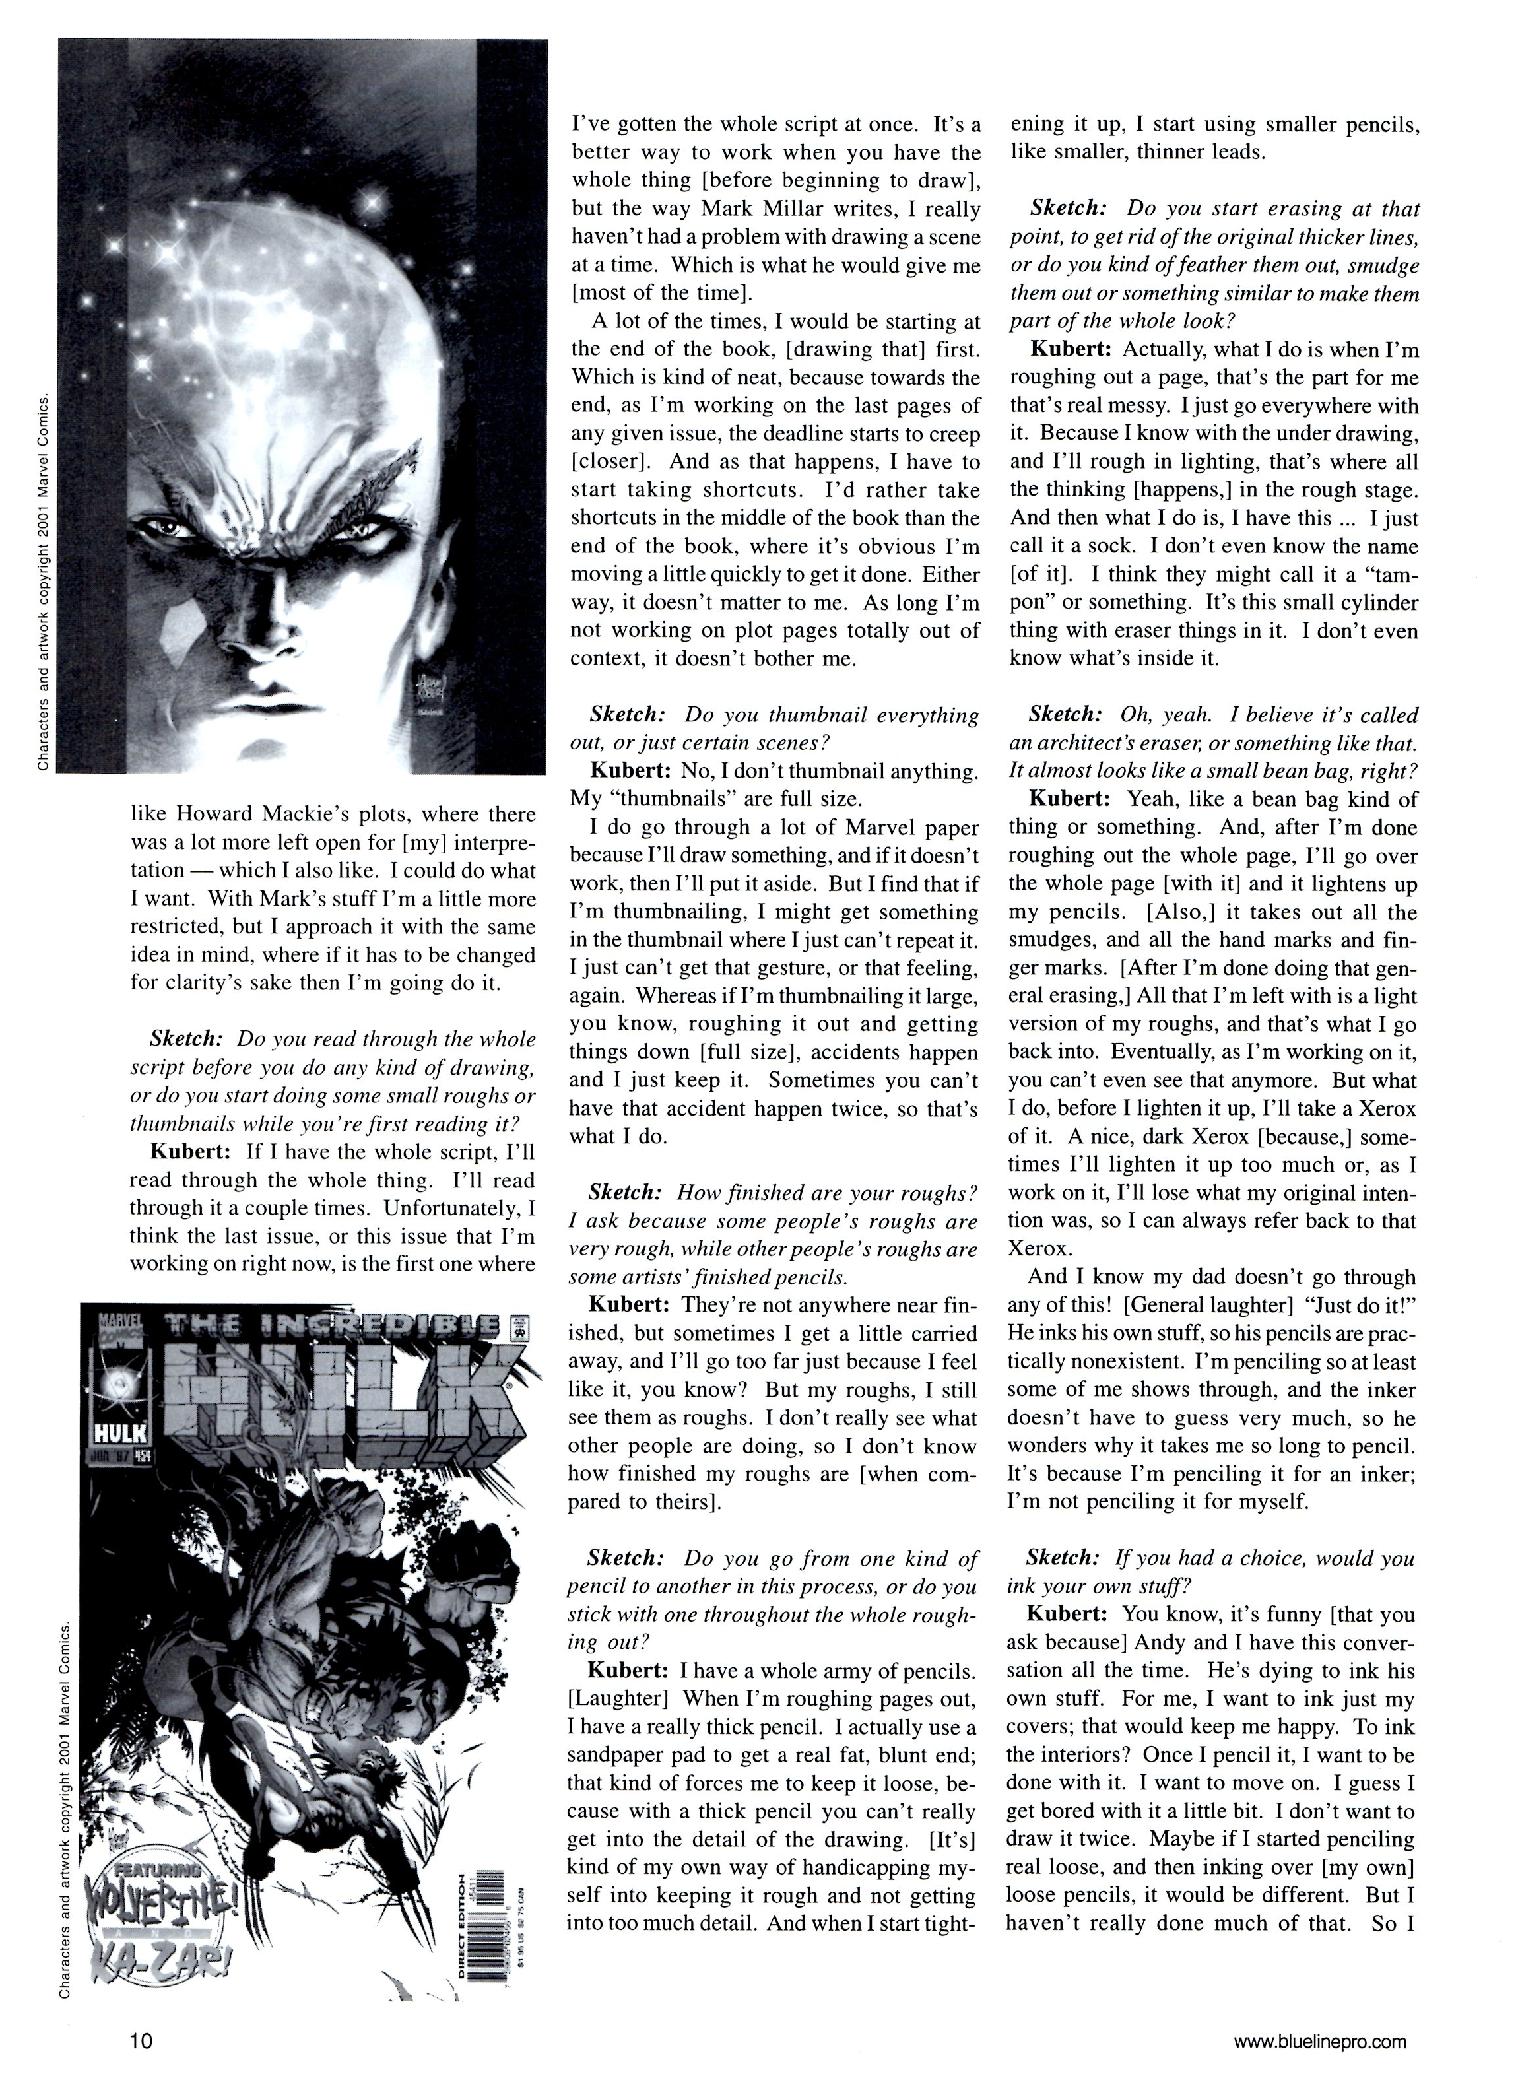 Characters and artwork copyright 2001 Marvel Comics.
like Howard Mackie's plots, where there
was a lot more left open for [my] interpre-
tation — which I also like. I could do what
I want. With Mark's stuff I'm a little more
restricted, but I approach it with the same
idea in mind, where if it has to be changed
for clarity's sake then I'm going do it.
Sketch: Do you read through the whole
script before you do any kind of drawing,
or do you start doing some small roughs or
thumbnails while you're first reading it?
Kubert: If I have the whole script, I'll
read through the whole thing. I'll read
through it a couple times. Unfortunately, I
think the last issue, or this issue that I'm
working on right now, is the first one where
MARVEL
COMICS
THE INCREDIBLE
HULK
HULK
JUN '97 454
FEATURING
WOLVERINE!
AND
KA-ZAR!
DIRECT EDITION
$1.95 US $2.75 CAN
Characters and artwork copyright 2001 Marvel Comics.
I've gotten the whole script at once. It's a
better way to work when you have the
whole thing [before beginning to draw],
but the way Mark Millar writes, I really
haven't had a problem with drawing a scene
at a time. Which is what he would give me
[most of the time].
A lot of the times, I would be starting at
the end of the book, [drawing that] first.
Which is kind of neat, because towards the
end, as I'm working on the last pages of
any given issue, the deadline starts to creep
[closer]. And as that happens, I have to
start taking shortcuts. I'd rather take
shortcuts in the middle of the book than the
end of the book, where it's obvious I'm
moving a little quickly to get it done. Either
way, it doesn't matter to me. As long I'm
not working on plot pages totally out of
context, it doesn't bother me.
Sketch: Do you thumbnail everything
out, or just certain scenes?
Kubert: No, I don't thumbnail anything.
My “thumbnails” are full size.
I do go through a lot of Marvel paper
because I'll draw something, and if it doesn't
work, then I'll put it aside. But I find that if
I'm thumbnailing, I might get something
in the thumbnail where I just can't repeat it.
I just can't get that gesture, or that feeling,
again. Whereas if I'm thumbnailing it large,
you know, roughing it out and getting
things down [full size], accidents happen
and I just keep it. Sometimes you can't
have that accident happen twice, so that's
what I do.
Sketch: How finished are your roughs?
I ask because some people's roughs are
very rough, while other people's roughs are
some artists' finished pencils.
Kubert: They're not anywhere near fin-
ished, but sometimes I get a little carried
away, and I'll go too far just because I feel
like it, you know? But my roughs, I still
see them as roughs. I don't really see what
other people are doing, so I don't know
how finished my roughs are [when com-
pared to theirs].
Sketch: Do you go from one kind of
pencil to another in this process, or do you
stick with one throughout the whole rough-
ing out?
Kubert: I have a whole army of pencils.
[Laughter] When I'm roughing pages out,
I have a really thick pencil. I actually use a
sandpaper pad to get a real fat, blunt end;
that kind of forces me to keep it loose, be-
cause with a thick pencil you can't really
get into the detail of the drawing. [It's]
kind of my own way of handicapping my-
self into keeping it rough and not getting
into too much detail. And when I start tight-
ening it up, I start using smaller pencils,
like smaller, thinner leads.
Sketch: Do you start erasing at that
point, to get rid of the original thicker lines,
or do you kind of feather them out, smudge
them out or something similar to make them
part of the whole look?
Kubert: Actually, what I do is when I'm
roughing out a page, that's the part for me
that's real messy. I just go everywhere with
it. Because I know with the under drawing,
and I'll rough in lighting, that's where all
the thinking [happens,] in the rough stage.
And then what I do is, I have this ... I just
call it a sock. I don't even know the name
[of it]. I think they might call it a “tam-
pon” or something. It's this small cylinder
thing with eraser things in it. I don't even
know what's inside it.
Sketch: Oh, yeah. I believe it's called
an architect's eraser, or something like that.
It almost looks like a small bean bag, right?
Kubert: Yeah, like a bean bag kind of
thing or something. And, after I'm done
roughing out the whole page, I'll go over
the whole page [with it] and it lightens up
my pencils. [Also,] it takes out all the
smudges, and all the hand marks and fin-
ger marks. [After I'm done doing that gen-
eral erasing,] All that I'm left with is a light
version of my roughs, and that's what I go
back into. Eventually, as I'm working on it,
you can't even see that anymore. But what
I do, before I lighten it up, I'll take a Xerox
of it. A nice, dark Xerox [because,] some-
times I'll lighten it up too much or, as I
work on it, I'll lose what my original inten-
tion was, so I can always refer back to that
Xerox.
And I know my dad doesn't go through
any of this! [General laughter] “Just do it!”
He inks his own stuff, so his pencils are prac-
tically nonexistent. I'm penciling so at least
some of me shows through, and the inker
doesn't have to guess very much, so he
wonders why it takes me so long to pencil.
It's because I'm penciling it for an inker;
I'm not penciling it for myself.
Sketch: If you had a choice, would you
ink your own stuff?
Kubert: You know, it's funny [that you
ask because] Andy and I have this conver-
sation all the time. He's dying to ink his
own stuff. For me, I want to ink just my
covers; that would keep me happy. To ink
the interiors? Once I pencil it, I want to be
done with it. I want to move on. I guess I
get bored with it a little bit. I don't want to
draw it twice. Maybe if I started penciling
real loose, and then inking over [my own]
loose pencils, it would be different. But I
haven't really done much of that. So I
10
www.bluelinepro.com